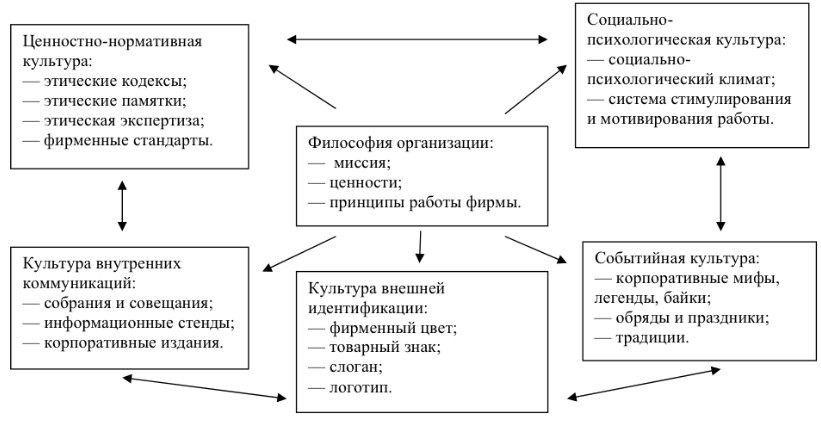 Ценностно-нормативная
культура:
— этические кодексы;
— этические памятки;
— этическая экспертиза;
— фирменные стандарты.
Социально-
психологическая культура:
— социально-
психологический климат;
— система стимулирования
и мотивирования работы.
Философия организации:
— миссия;
— ценности;
— принципы работы фирмы.
Культура внутренних
коммуникаций:
— собрания и совещания;
— информационные стенды;
— корпоративные издания.
Культура внешней
идентификации:
— фирменный цвет;
— товарный знак;
— слоган;
— логотип.
Событийная культура:
— корпоративные мифы,
легенды, байки;
— обряды и праздники;
— традиции.